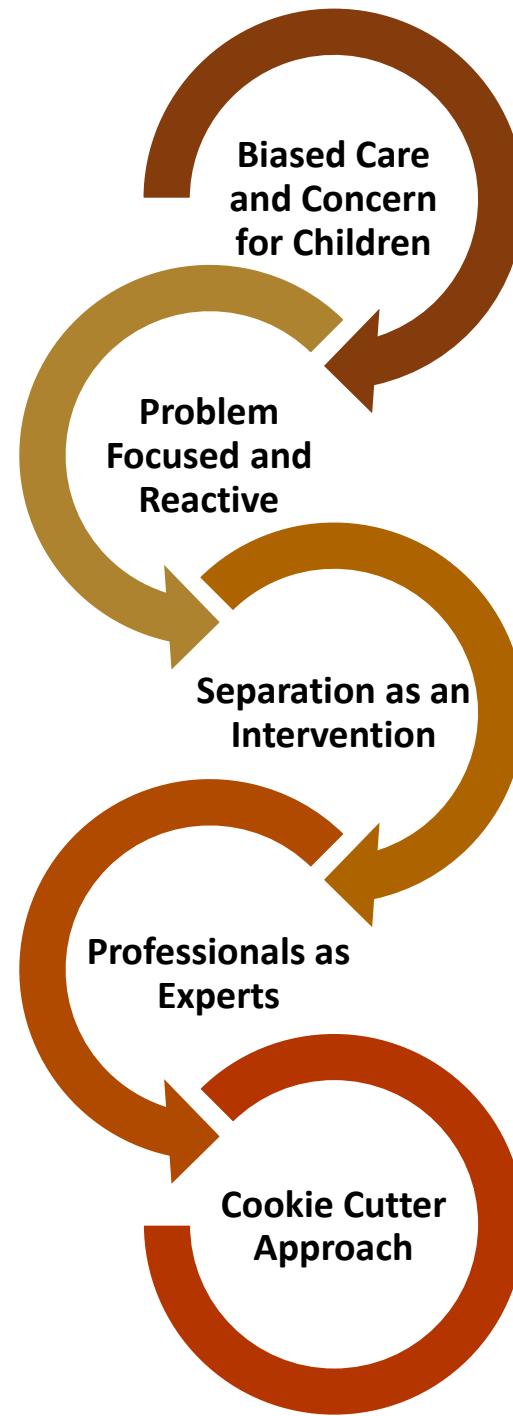 Biased Care
and Concern
for Children
Problem
Focused and
Reactive
Separation as an
Intervention
Professionals as
Experts
Cookie Cutter
Approach